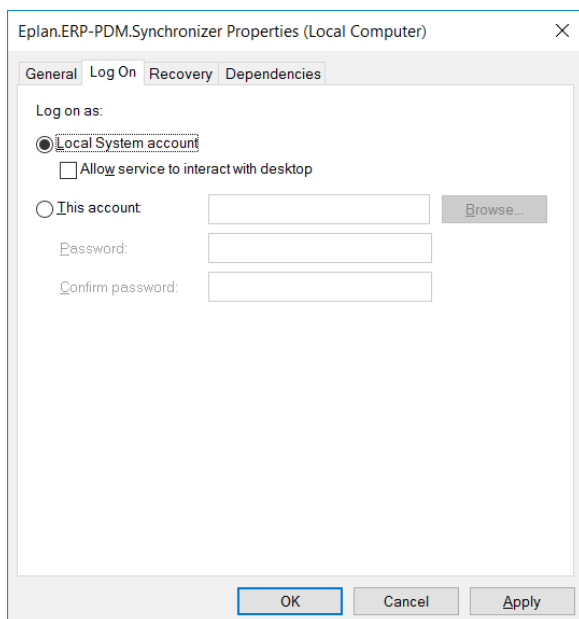 Eplan.ERP-PDM.Synchronizer Properties (Local Computer)
General Log On Recovery Dependencies
Log on as:
Local System account
Allow service to interact with desktop
This account: Browse...
Password:
Confirm password:
OK Cancel Apply